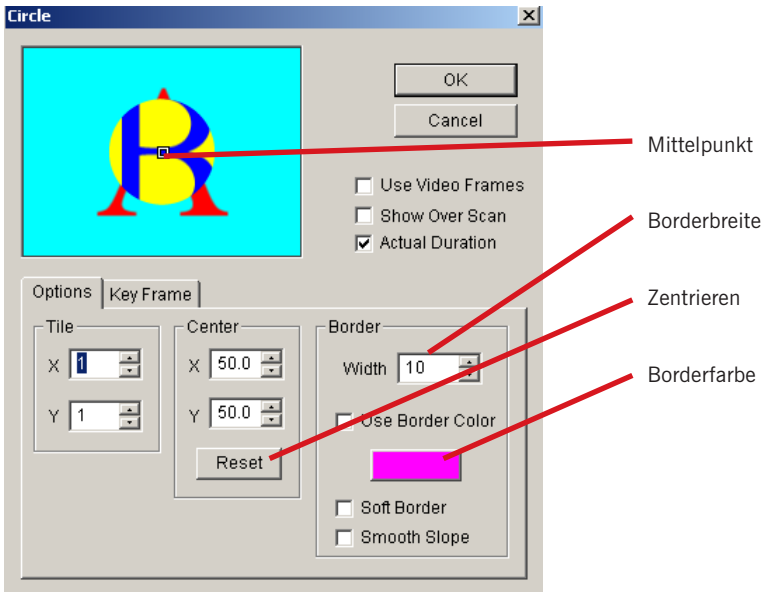 Circle
A
B
OK
Cancel
Use Video Frames
Show Over Scan
Actual Duration
Mittelpunkt
Borderbreite
Zentrieren
Borderfarbe
Options Key Frame
Tile
X 1
Y 1
Center
X 50.0
Y 50.0
Reset
Border
Width 10
Use Border Color
Soft Border
Smooth Slope